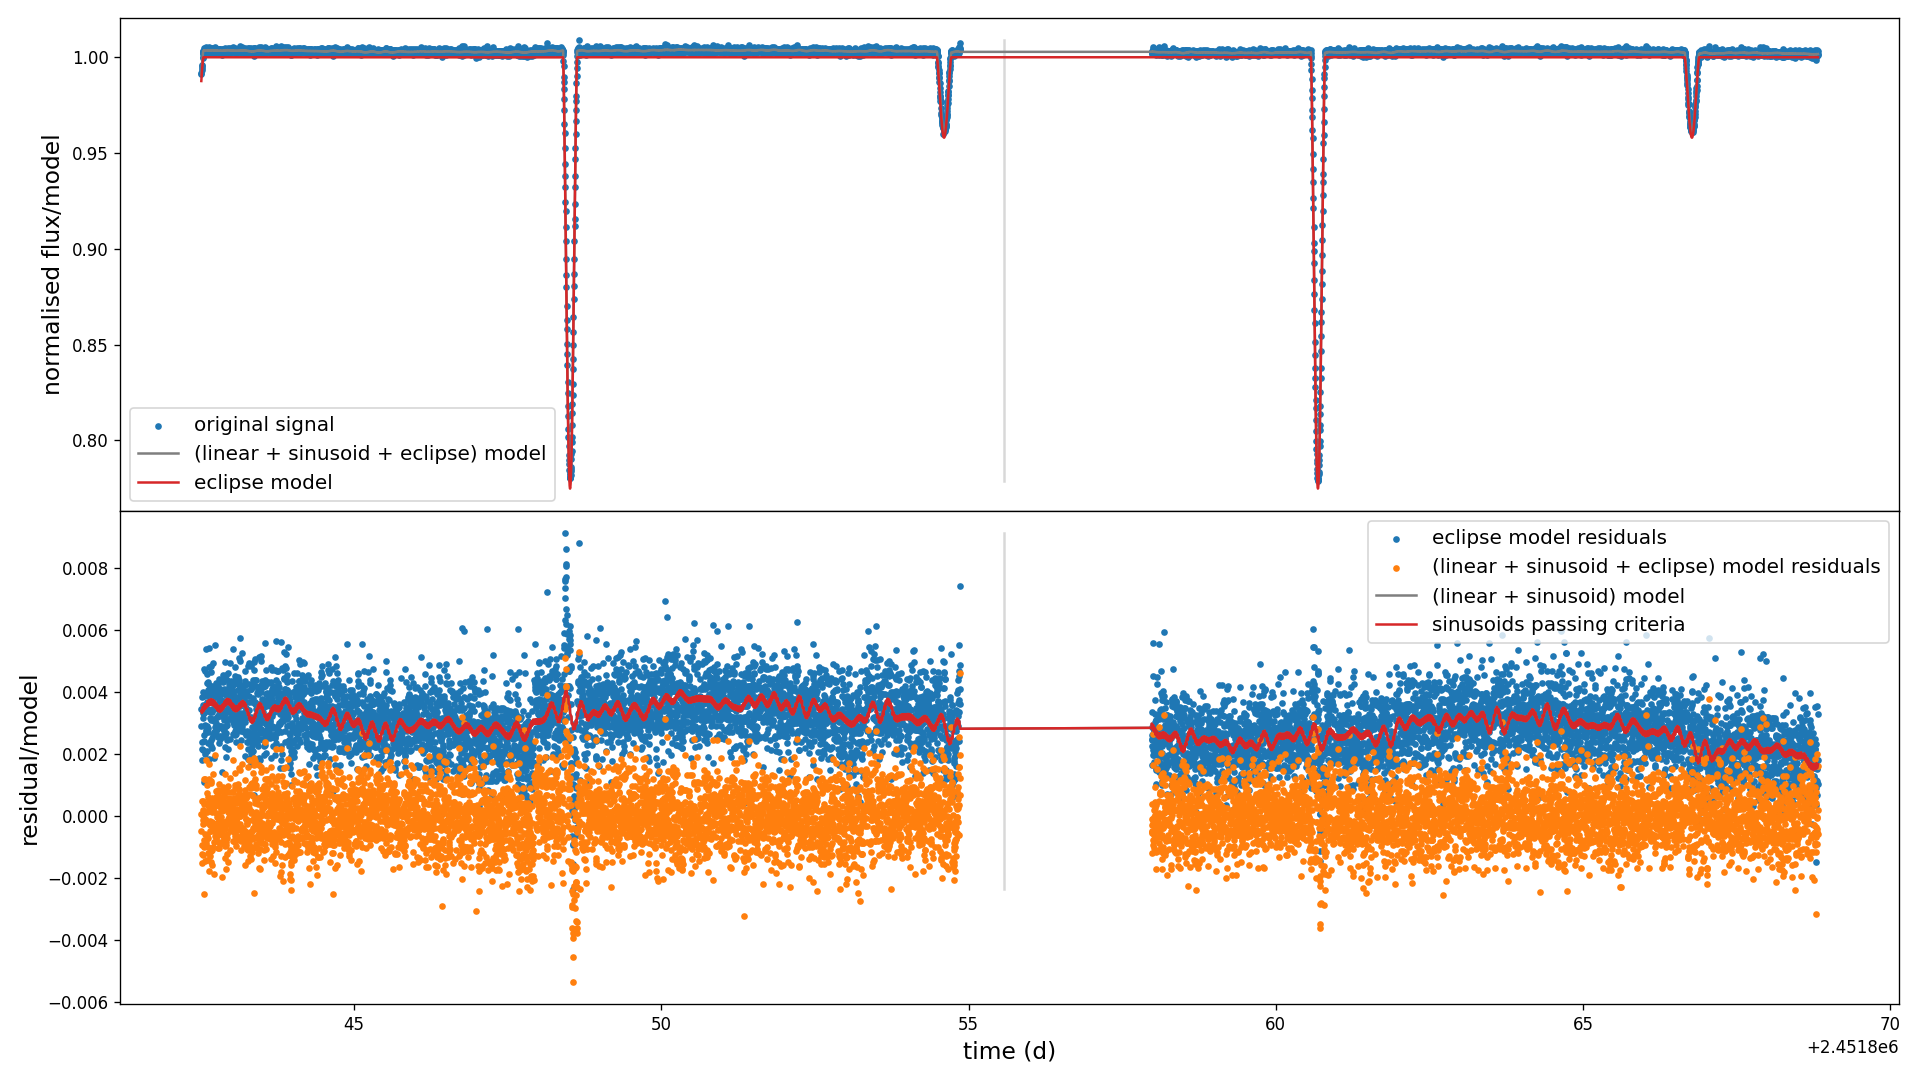 normalised flux/model
1.00
0.95
0.90
0.85
0.80
original signal
(linear + sinusoid + eclipse) model
eclipse model
residual/model
0.008
0.006
0.004
0.002
0.000
−0.002
−0.004
−0.006
eclipse model residuals
(linear + sinusoid + eclipse) model residuals
(linear + sinusoid) model
sinusoids passing criteria
45
50
55
60
65
70
time (d)
+2.4518e6